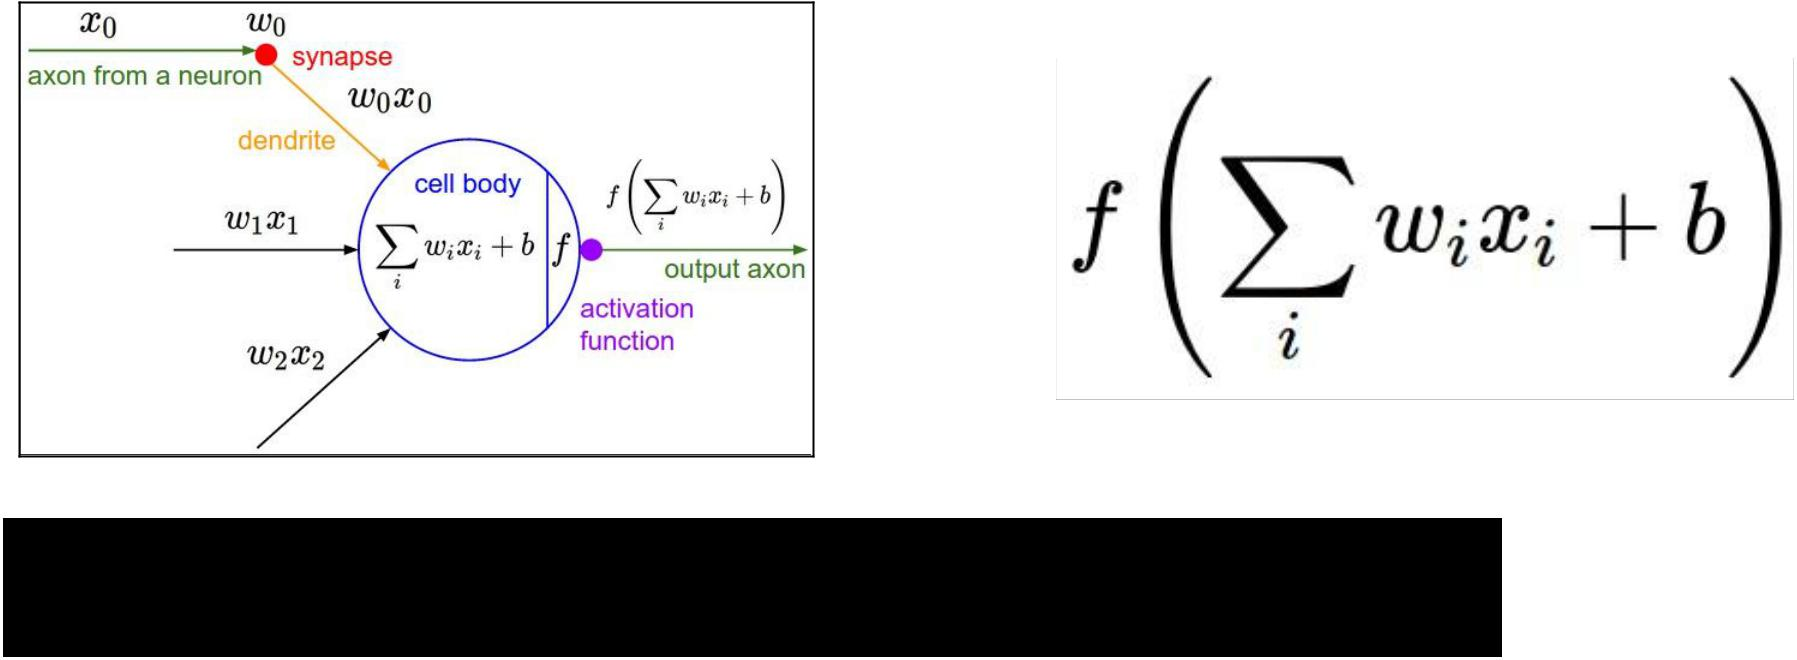 x₀ w₀
synapse
axon from a neuron
w₀x₀
dendrite
cell body
f(∑ᵢ wᵢxᵢ + b)
w₁x₁
∑ᵢ wᵢxᵢ + b f
output axon
activation
function
w₂x₂
f(∑ᵢ wᵢxᵢ + b)